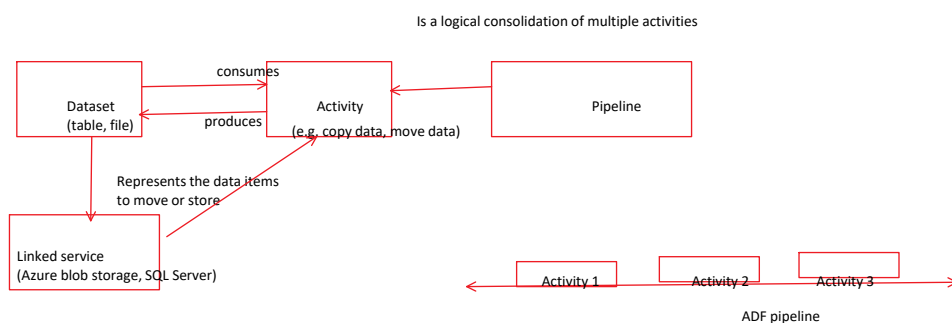 Is a logical consolidation of multiple activities
consumes
Dataset
(table, file)
Activity
(e.g. copy data, move data)
Pipeline
produces
Represents the data items
to move or store
Linked service
(Azure blob storage, SQL Server)
Activity 1
Activity 2
Activity 3
ADF pipeline